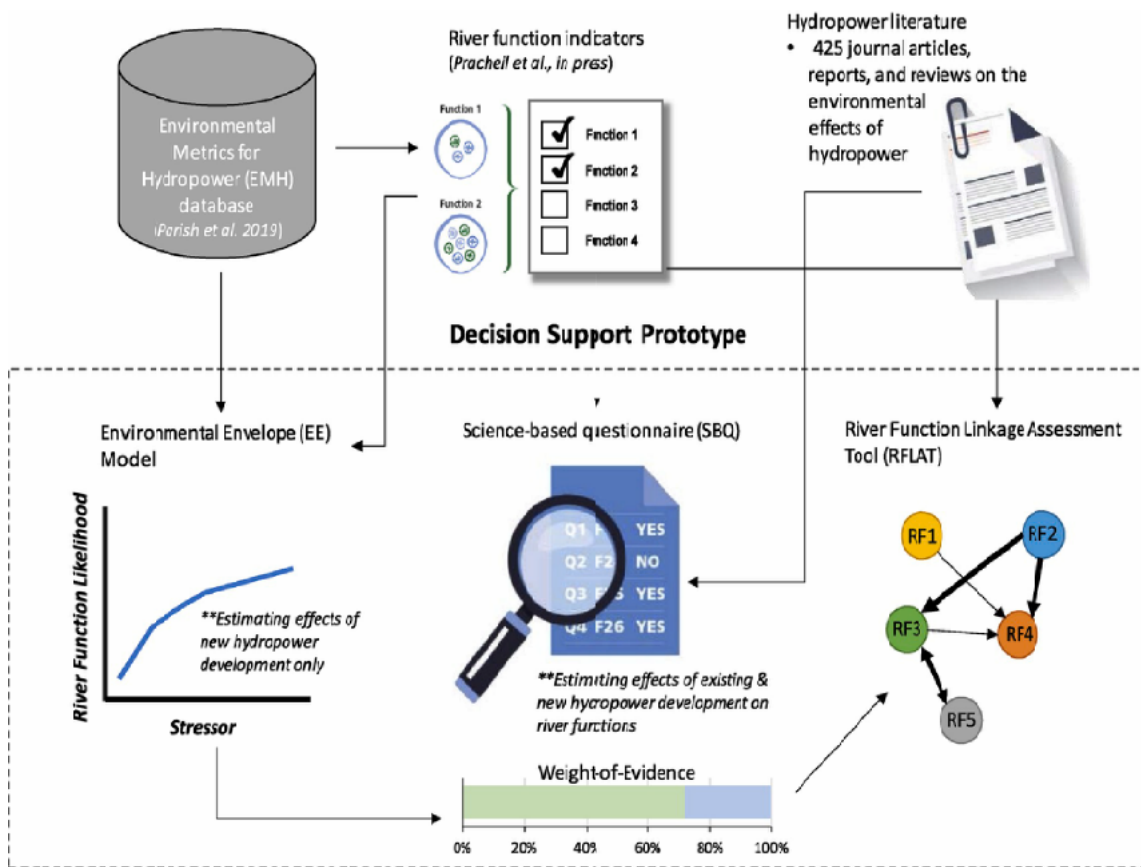 River function indicators
(Pracheil et al., in press)
Hydropower literature
• 425 journal articles,
reports, and reviews on the
environmental
effects of
hydropower
Environmental
Metrics for
Hydropower (EMH)
database
(Parish et al. 2019)
Function 1
Function 2
Function 1
Function 2
Function 3
Function 4
Decision Support Prototype
Environmental Envelope (EE)
Model
River Function Likelihood
**Estimating effects of
new hydropower
development only
Stressor
Science-based questionnaire (SBQ)
Q1 F YES
Q2 F2 NO
Q3 F 5 YES
Q4 F26 YES
**Estimating effects of existing &
new hydropower development on
river functions
Weight-of-Evidence
0% 20% 40% 60% 80% 100%
River Function Linkage Assessment
Tool (RFLAT)
RF1
RF2
RF3
RF4
RF5